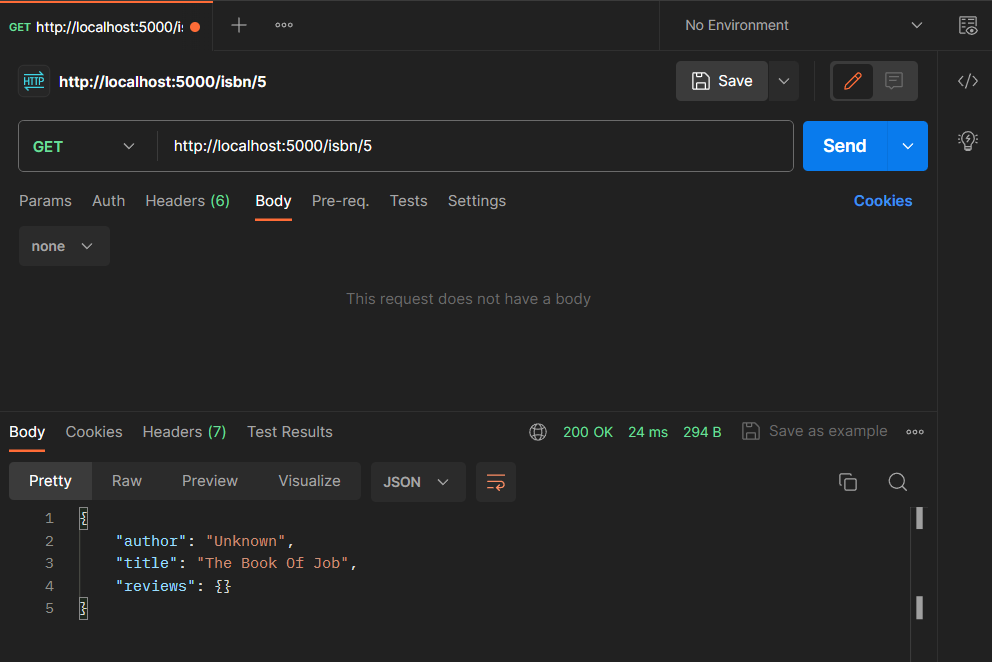 GET http://localhost:5000/i No Environment
HTTP http://localhost:5000/isbn/5 Save
GET http://localhost:5000/isbn/5 Send
Params Auth Headers (6) Body Pre-req. Tests Settings Cookies
none
This request does not have a body
Body Cookies Headers (7) Test Results 200 OK 24 ms 294 B Save as example
Pretty Raw Preview Visualize JSON
1 {
2 "author": "Unknown",
3 "title": "The Book Of Job",
4 "reviews": {}
5 }